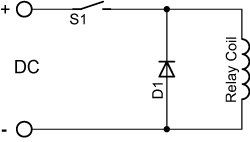 +
S1
DC
D1
Relay Coil
-